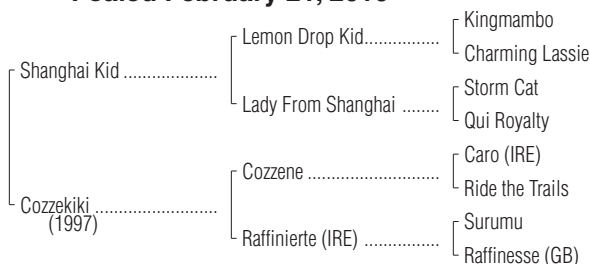 Kingmambo
Lemon Drop Kid................
Charming Lassie
Shanghai Kid ...................
Storm Cat
Lady From Shanghai ........
Qui Royalty
Caro (IRE)
Cozzene ...........................
Ride the Trails
Cozzekiki .........................
(1997)
Surumu
Raffinierte (IRE) ................
Raffinesse (GB)